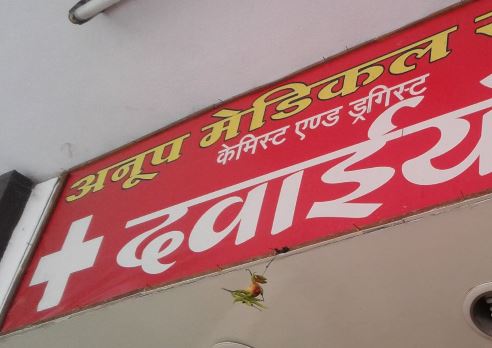 अनूप मेडिकल
केमिस्ट एण्ड ड्रगिस्ट
दवाईयो